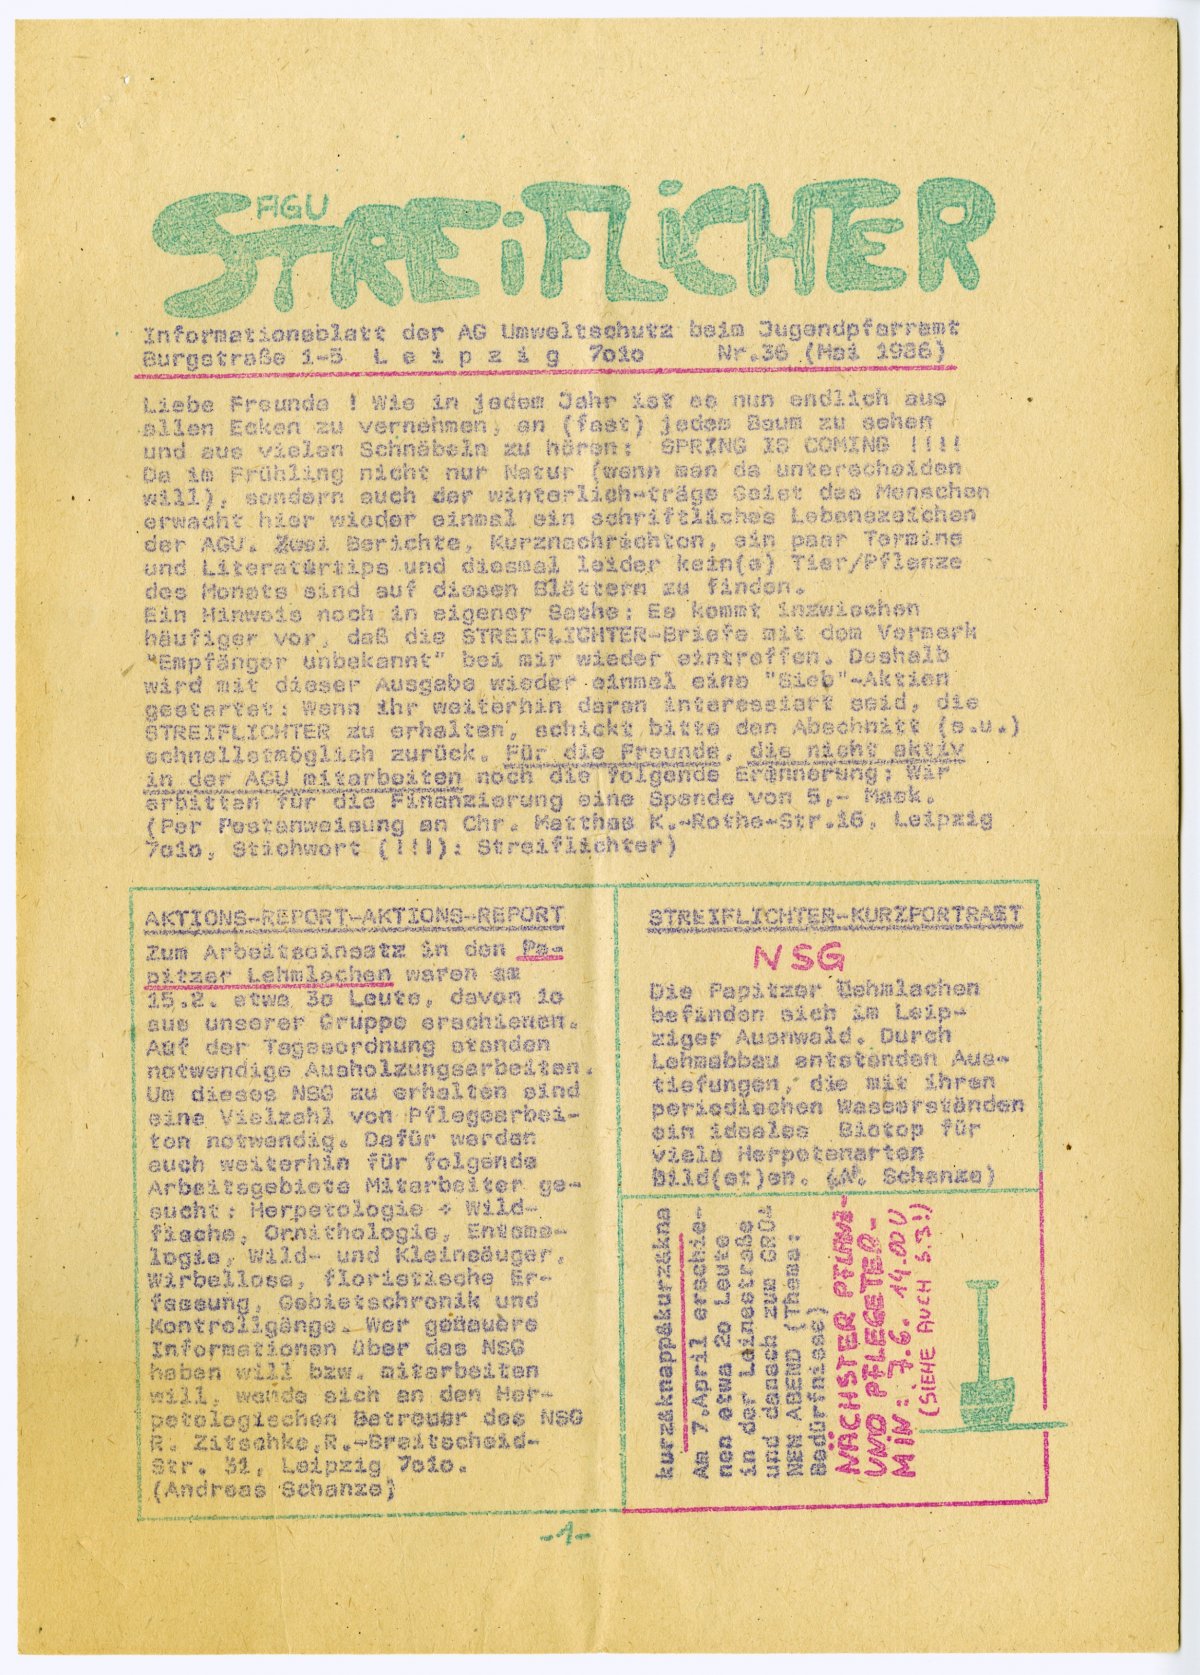 AGU
STREiFLiCHER
Informationsblatt der AG Umweltschutz beim Jugendpfarramt
Burgstraße 1-5 L e i p z i g 7o1o Nr.36 (Mai 1986)
Liebe Freunde ! Wie in jedem Jahr ist es nun endlich aus
allen Ecken zu vernehmen, an (fast) jedem Baum zu sehen
und aus vielen Schnäbeln zu hören: SPRING IS COMING !!!!
Da im Frühling nicht nur Natur (wenn man da unterscheiden
will), sondern auch der winterlich-träge Geist des Menschen
erwacht hier wieder einmal ein schriftliches Lebenszeichen
der AGU. Zwei Berichte, Kurznachrichten, ein paar Termine
und Literaturtips und diesmal leider kein(e) Tier/Pflanze
des Monats sind auf diesen Blättern zu finden.
Ein Hinweis noch in eigener Sache: Es kommt inzwischen
häufiger vor, daß die STREIFLICHTER-Briefe mit dem Vermerk
"Empfänger unbekannt" bei mir wieder eintreffen. Deshalb
wird mit dieser Ausgabe wieder einmal eine "Sieb"-Aktion
gestartet: Wenn ihr weiterhin daran interessiert seid, die
STREIFLICHTER zu erhalten, schickt bitte den Abschnitt (s.u.)
schnellstmöglich zurück. Für die Freunde, die nicht aktiv
in der AGU mitarbeiten noch die folgende Erinnerung: Wir
erbitten für die Finanzierung eine Spende von 5,- Mark.
(Per Postanweisung an Chr. Matthes K.-Rothe-Str.16, Leipzig
7o1o, Stichwort (!!!): Streiflichter)
AKTIONS-REPORT-AKTIONS-REPORT
Zum Arbeitseinsatz in den Pa-
pitzer Lehmlachen waren am
15.2. etwa 3o Leute, davon 1o
aus unserer Gruppe erschienen.
Auf der Tagesordnung standen
notwendige Ausholzungsarbeiten.
Um dieses NSG zu erhalten sind
eine Vielzahl von Pflegearbei-
ten notwendig. Dafür werden
auch weiterhin für folgende
Arbeitsgebiete Mitarbeiter ge-
sucht: Herpetologie + Wild-
fische, Ornithologie, Entomo-
logie, Wild- und Kleinsäuger,
Wirbellose, floristische Er-
fassung, Gebietschronik und
Kontrollgänge. Wer genauere
Informationen über das NSG
haben will bzw. mitarbeiten
will, wende sich an den Her-
petologischen Betreuer des NSG
R. Zitschke,R.-Breitscheid-
Str. 31, Leipzig 7o1o.
(Andreas Schanze)
STREIFLICHTER-KURZPORTRAET
NSG
Die Papitzer Lehmlachen
befinden sich im Leip-
ziger Auenwald. Durch
Lehmabbau entstanden Aus-
tiefungen, die mit ihren
periodischen Wasserständen
ein ideales Biotop für
viele Herpetenarten
bild(et)en. (A. Schanze)
kurz&knapp&kurz&kna
Am 7.April erschie-
nen etwa 2o Leute
in der Leinestraße
und danach zum GRÜ-
NEN ABEND (Thema:
Bedürfnisse)
NÄCHSTER PFLANZ-
UND PFLEGETER-
MIN: 7.6. 14.00 U
(SIEHE AUCH S.3!)
-1-